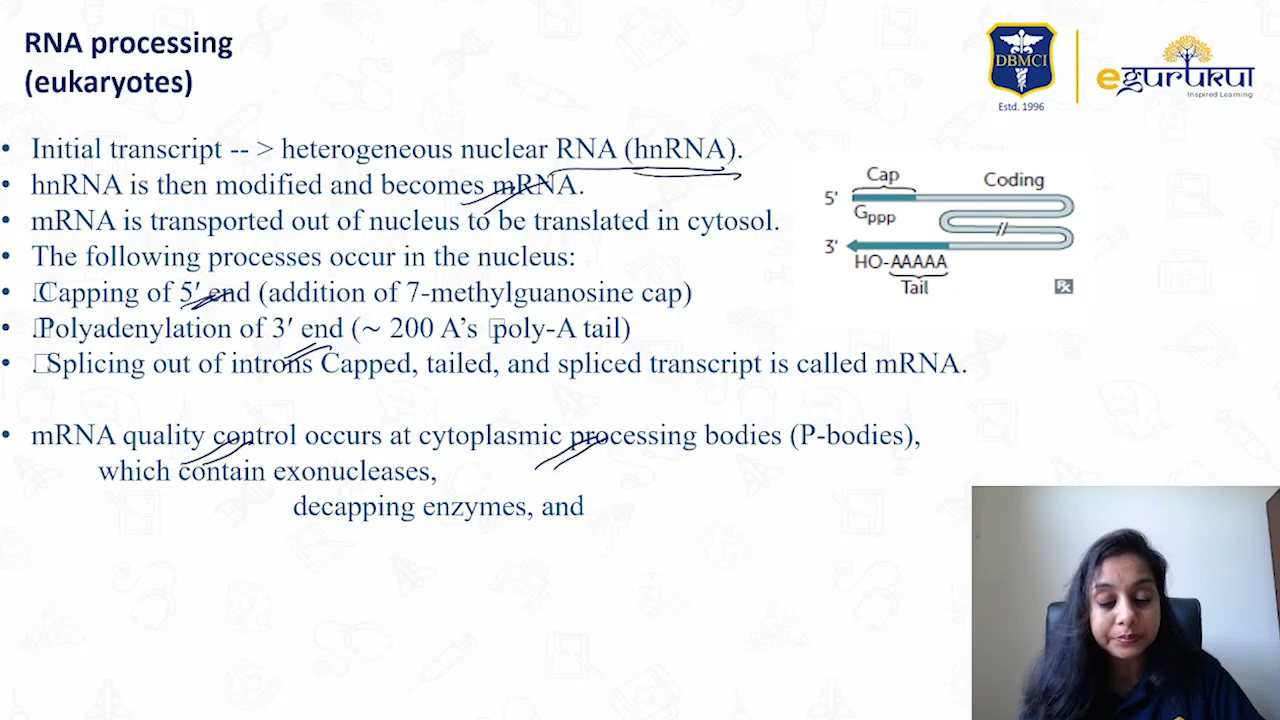 RNA processing
(eukaryotes)
DBMCI
Estd. 1996
eGurukul
Inspired Learning
• Initial transcript -- > heterogeneous nuclear RNA (hnRNA).
• hnRNA is then modified and becomes mRNA.
• mRNA is transported out of nucleus to be translated in cytosol.
• The following processes occur in the nucleus:
• Capping of 5′ end (addition of 7-methylguanosine cap)
• Polyadenylation of 3′ end (∼ 200 A’s poly-A tail)
• Splicing out of introns Capped, tailed, and spliced transcript is called mRNA.
• mRNA quality control occurs at cytoplasmic processing bodies (P-bodies),
which contain exonucleases,
decapping enzymes, and
Cap
Coding
5'
Gppp
3'
HO-AAAAA
Tail
Rx